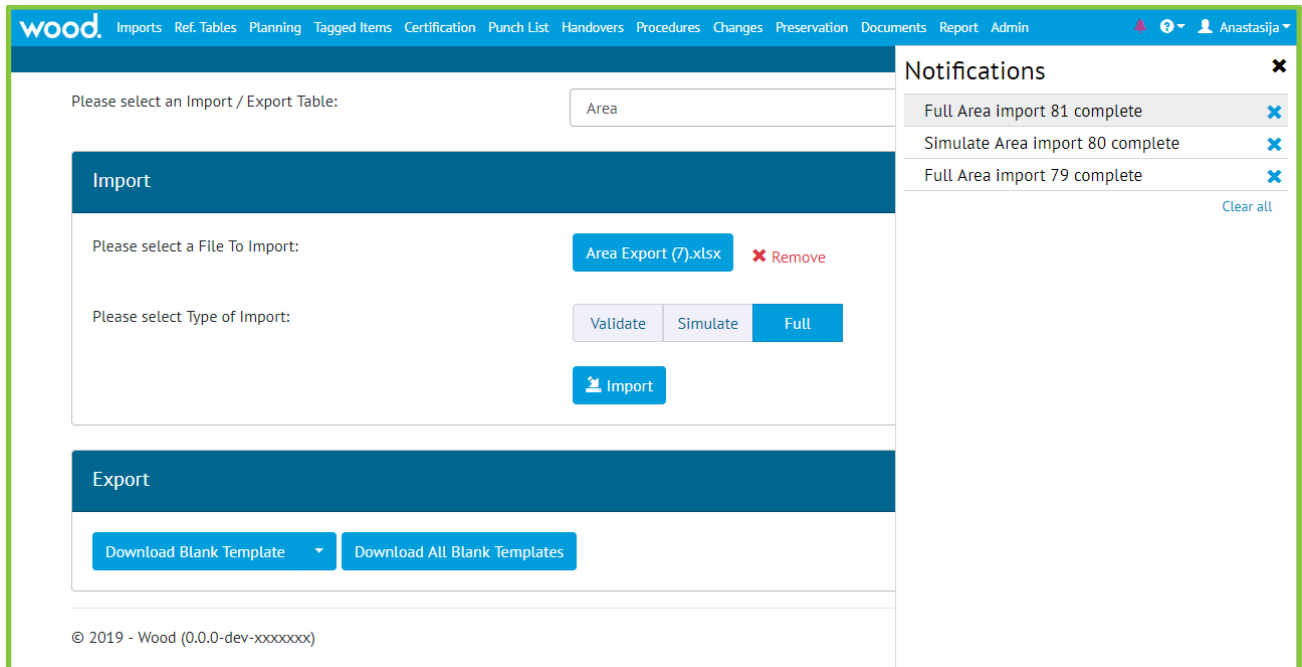 wood. Imports Ref. Tables Planning Tagged Items Certification Punch List Handovers Procedures Changes Preservation Documents Report Admin Anastasija
Notifications
Please select an Import / Export Table:
Area
Full Area import 81 complete
Simulate Area import 80 complete
Full Area import 79 complete
Clear all
Import
Please select a File To Import:
Area Export (7).xlsx
Remove
Please select Type of Import:
Validate Simulate Full
Import
Export
Download Blank Template Download All Blank Templates
© 2019 - Wood (0.0.0-dev-xxxxxxx)